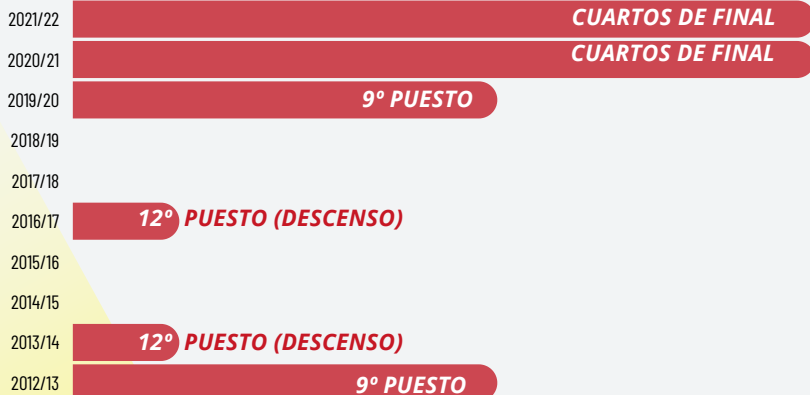 2021/22 CUARTOS DE FINAL
2020/21 CUARTOS DE FINAL
2019/20 9º PUESTO
2018/19
2017/18
2016/17 12º PUESTO (DESCENSO)
2015/16
2014/15
2013/14 12º PUESTO (DESCENSO)
2012/13 9º PUESTO